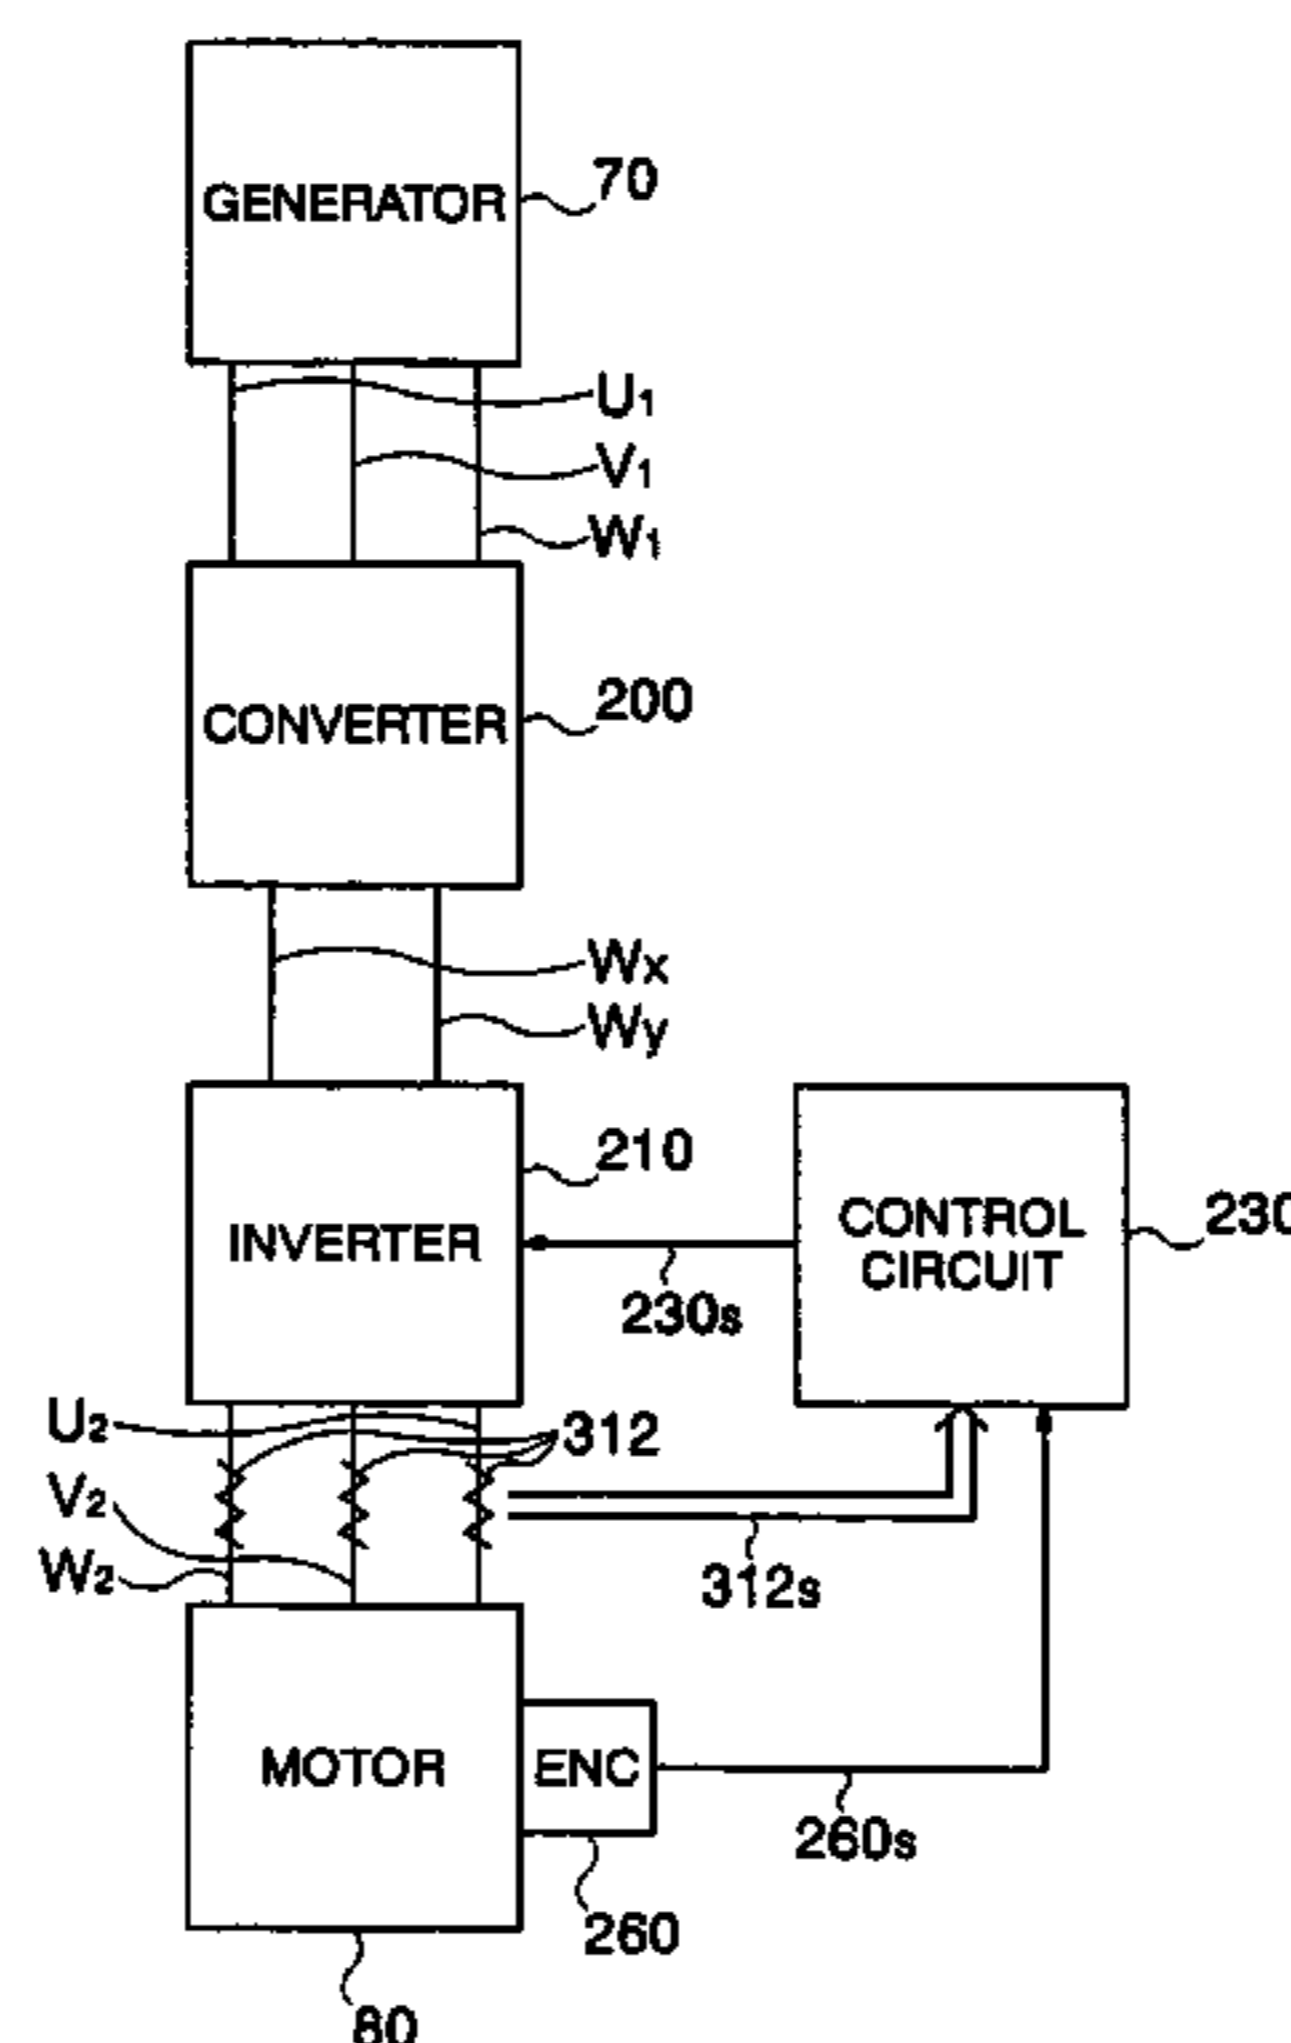 GENERATOR
70
U1
V1
W1
CONVERTER
200
Wx
Wy
210
INVERTER
CONTROL
CIRCUIT
230
230s
U2
312
V2
W2
312s
MOTOR
ENC
260s
260
80